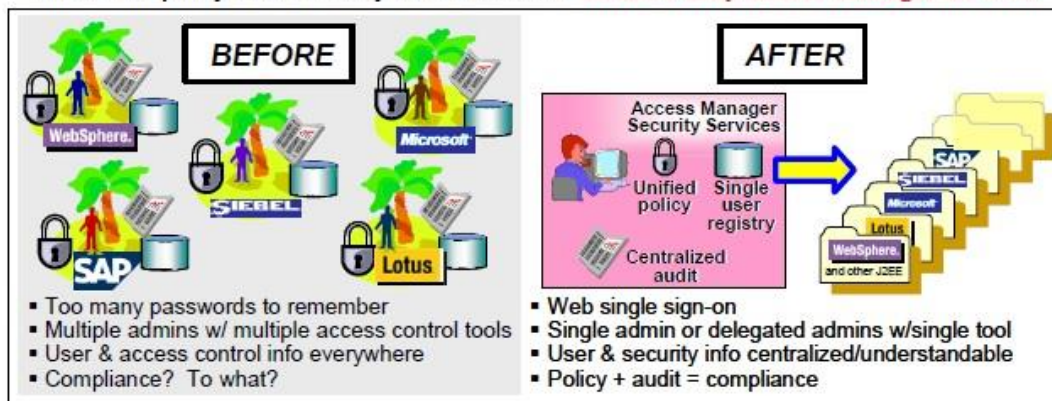 BEFORE
WebSphere.
Microsoft
SIEBEL
SAP
Lotus
▪ Too many passwords to remember
▪ Multiple admins w/ multiple access control tools
▪ User & access control info everywhere
▪ Compliance? To what?
AFTER
Access Manager
Security Services
Unified
policy
Single
user
registry
Centralized
audit
SAP
SIEBEL
Microsoft
Lotus
WebSphere.
and other J2EE
▪ Web single sign-on
▪ Single admin or delegated admins w/single tool
▪ User & security info centralized/understandable
▪ Policy + audit = compliance